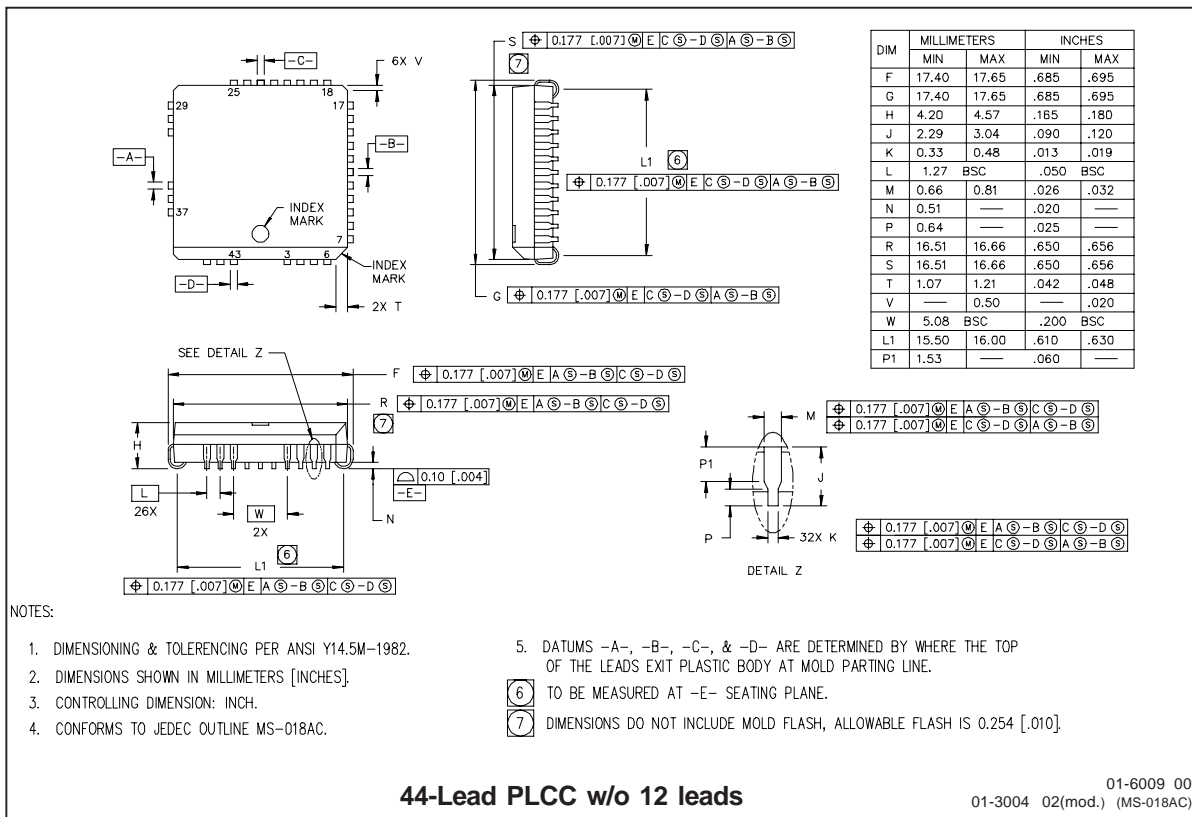 S ⌖ 0.177 [.007] Ⓜ E C Ⓢ -D Ⓢ A Ⓢ -B Ⓢ
7
-C-
6X V
25
18
29
17
-B-
-A-
L1 6
⌖ 0.177 [.007] Ⓜ E C Ⓢ -D Ⓢ A Ⓢ -B Ⓢ
37
INDEX
MARK
7
43
3
6
INDEX
MARK
-D-
2X T
G ⌖ 0.177 [.007] Ⓜ E C Ⓢ -D Ⓢ A Ⓢ -B Ⓢ
DIM MILLIMETERS INCHES
MIN MAX MIN MAX
F 17.40 17.65 .685 .695
G 17.40 17.65 .685 .695
H 4.20 4.57 .165 .180
J 2.29 3.04 .090 .120
K 0.33 0.48 .013 .019
L 1.27 BSC .050 BSC
M 0.66 0.81 .026 .032
N 0.51 — .020 —
P 0.64 — .025 —
R 16.51 16.66 .650 .656
S 16.51 16.66 .650 .656
T 1.07 1.21 .042 .048
V — 0.50 — .020
W 5.08 BSC .200 BSC
L1 15.50 16.00 .610 .630
P1 1.53 — .060 —
SEE DETAIL Z
F ⌖ 0.177 [.007] Ⓜ E A Ⓢ -B Ⓢ C Ⓢ -D Ⓢ
R ⌖ 0.177 [.007] Ⓜ E A Ⓢ -B Ⓢ C Ⓢ -D Ⓢ
7
H
⌓ 0.10 [.004]
-E-
L
26X
W
2X
N
6
L1
⌖ 0.177 [.007] Ⓜ E A Ⓢ -B Ⓢ C Ⓢ -D Ⓢ
M ⌖ 0.177 [.007] Ⓜ E A Ⓢ -B Ⓢ C Ⓢ -D Ⓢ
⌖ 0.177 [.007] Ⓜ E C Ⓢ -D Ⓢ A Ⓢ -B Ⓢ
P1
J
P
32X K
⌖ 0.177 [.007] Ⓜ E A Ⓢ -B Ⓢ C Ⓢ -D Ⓢ
⌖ 0.177 [.007] Ⓜ E C Ⓢ -D Ⓢ A Ⓢ -B Ⓢ
DETAIL Z
NOTES:
1. DIMENSIONING & TOLERENCING PER ANSI Y14.5M-1982.
2. DIMENSIONS SHOWN IN MILLIMETERS [INCHES].
3. CONTROLLING DIMENSION: INCH.
4. CONFORMS TO JEDEC OUTLINE MS-018AC.
5. DATUMS -A-, -B-, -C-, & -D- ARE DETERMINED BY WHERE THE TOP
OF THE LEADS EXIT PLASTIC BODY AT MOLD PARTING LINE.
6 TO BE MEASURED AT -E- SEATING PLANE.
7 DIMENSIONS DO NOT INCLUDE MOLD FLASH, ALLOWABLE FLASH IS 0.254 [.010].
44-Lead PLCC w/o 12 leads
01-6009 00
01-3004 02(mod.) (MS-018AC)